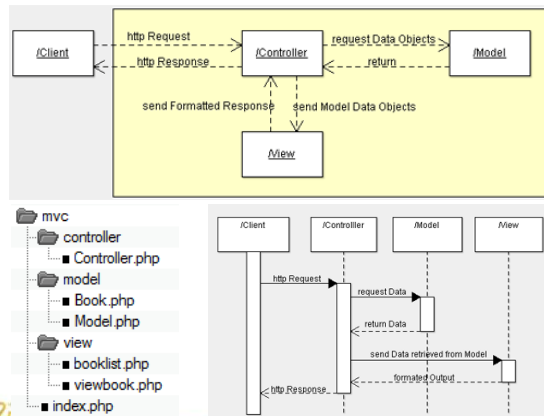 http Request
request Data Objects
/Client
/Controller
/Model
http Response
return
send Formatted Response
send Model Data Objects
/View
mvc
controller
Controller.php
model
Book.php
Model.php
view
booklist.php
viewbook.php
index.php
/Client
/Controlller
/Model
/View
http Request
request Data
return Data
send Data retrieved from Model
formated Output
http Response